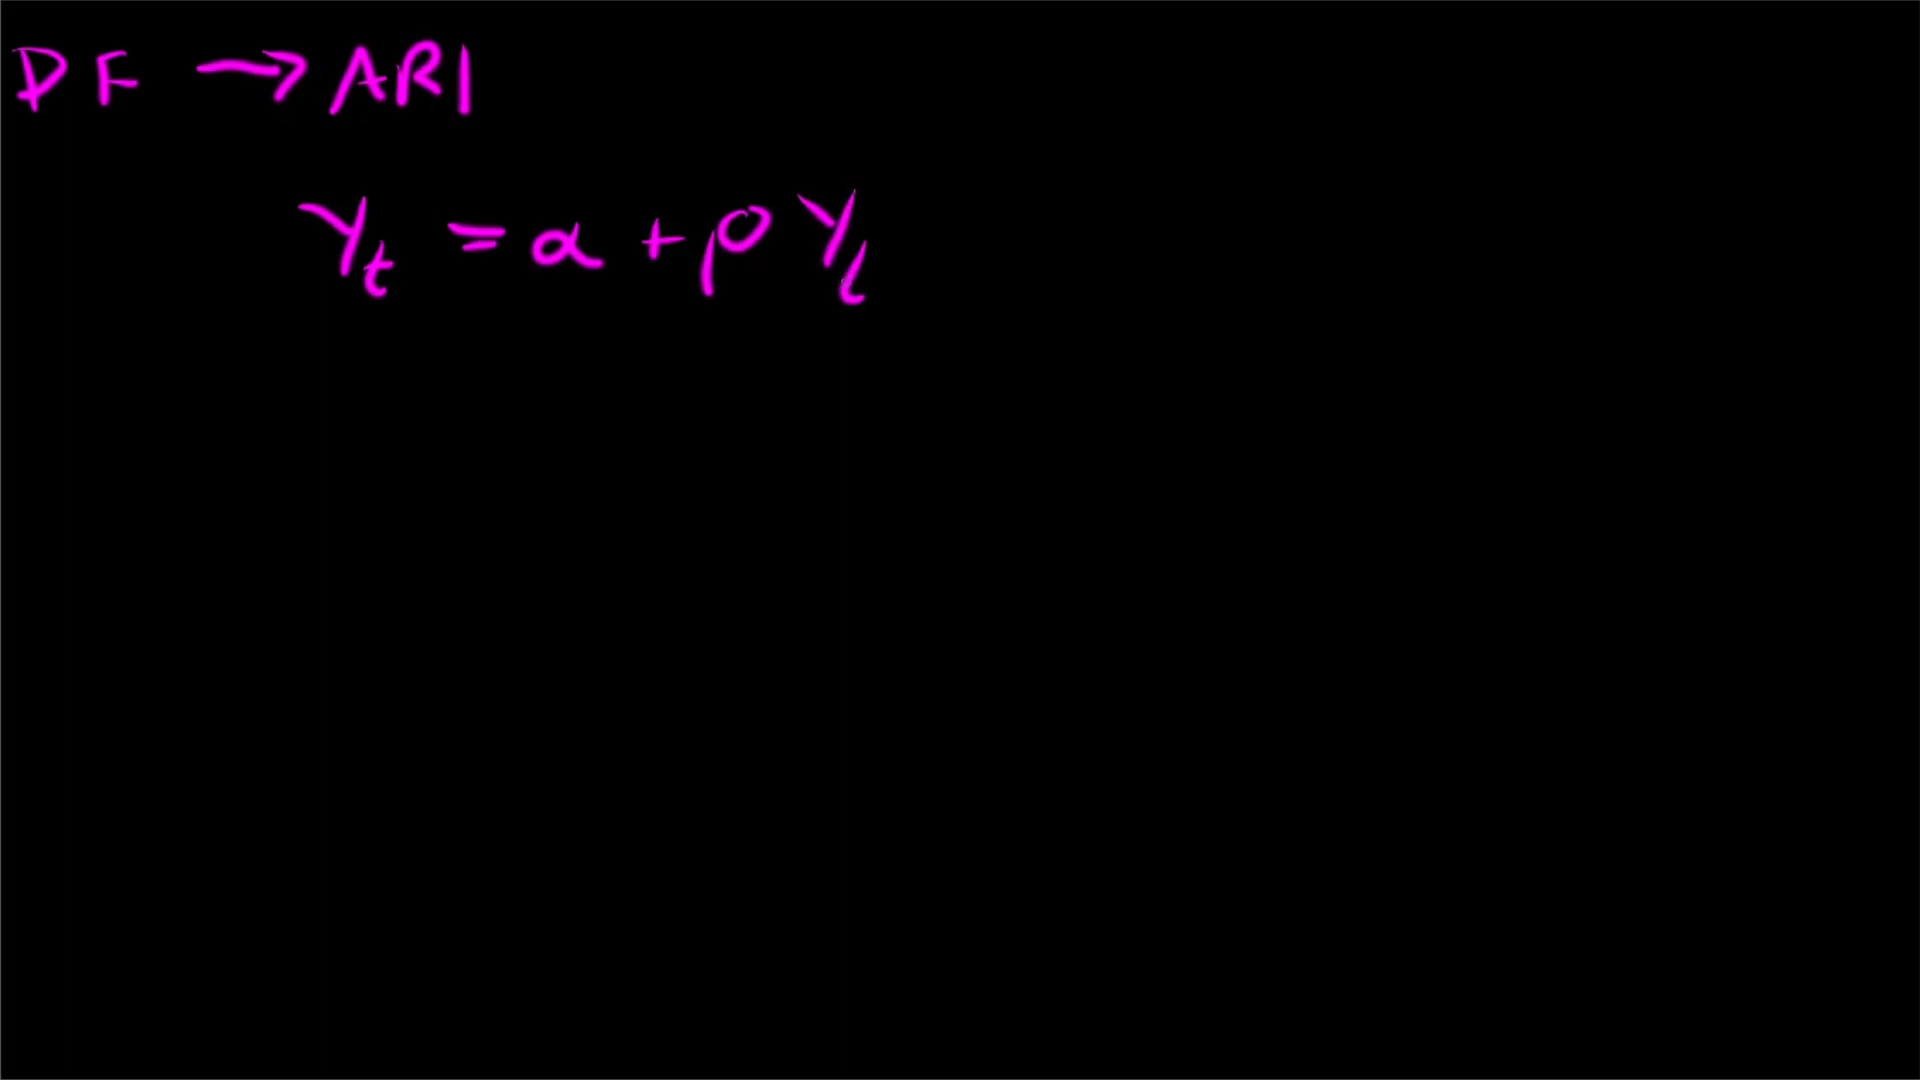 DF → AR1
Yt = α + ρ Yt